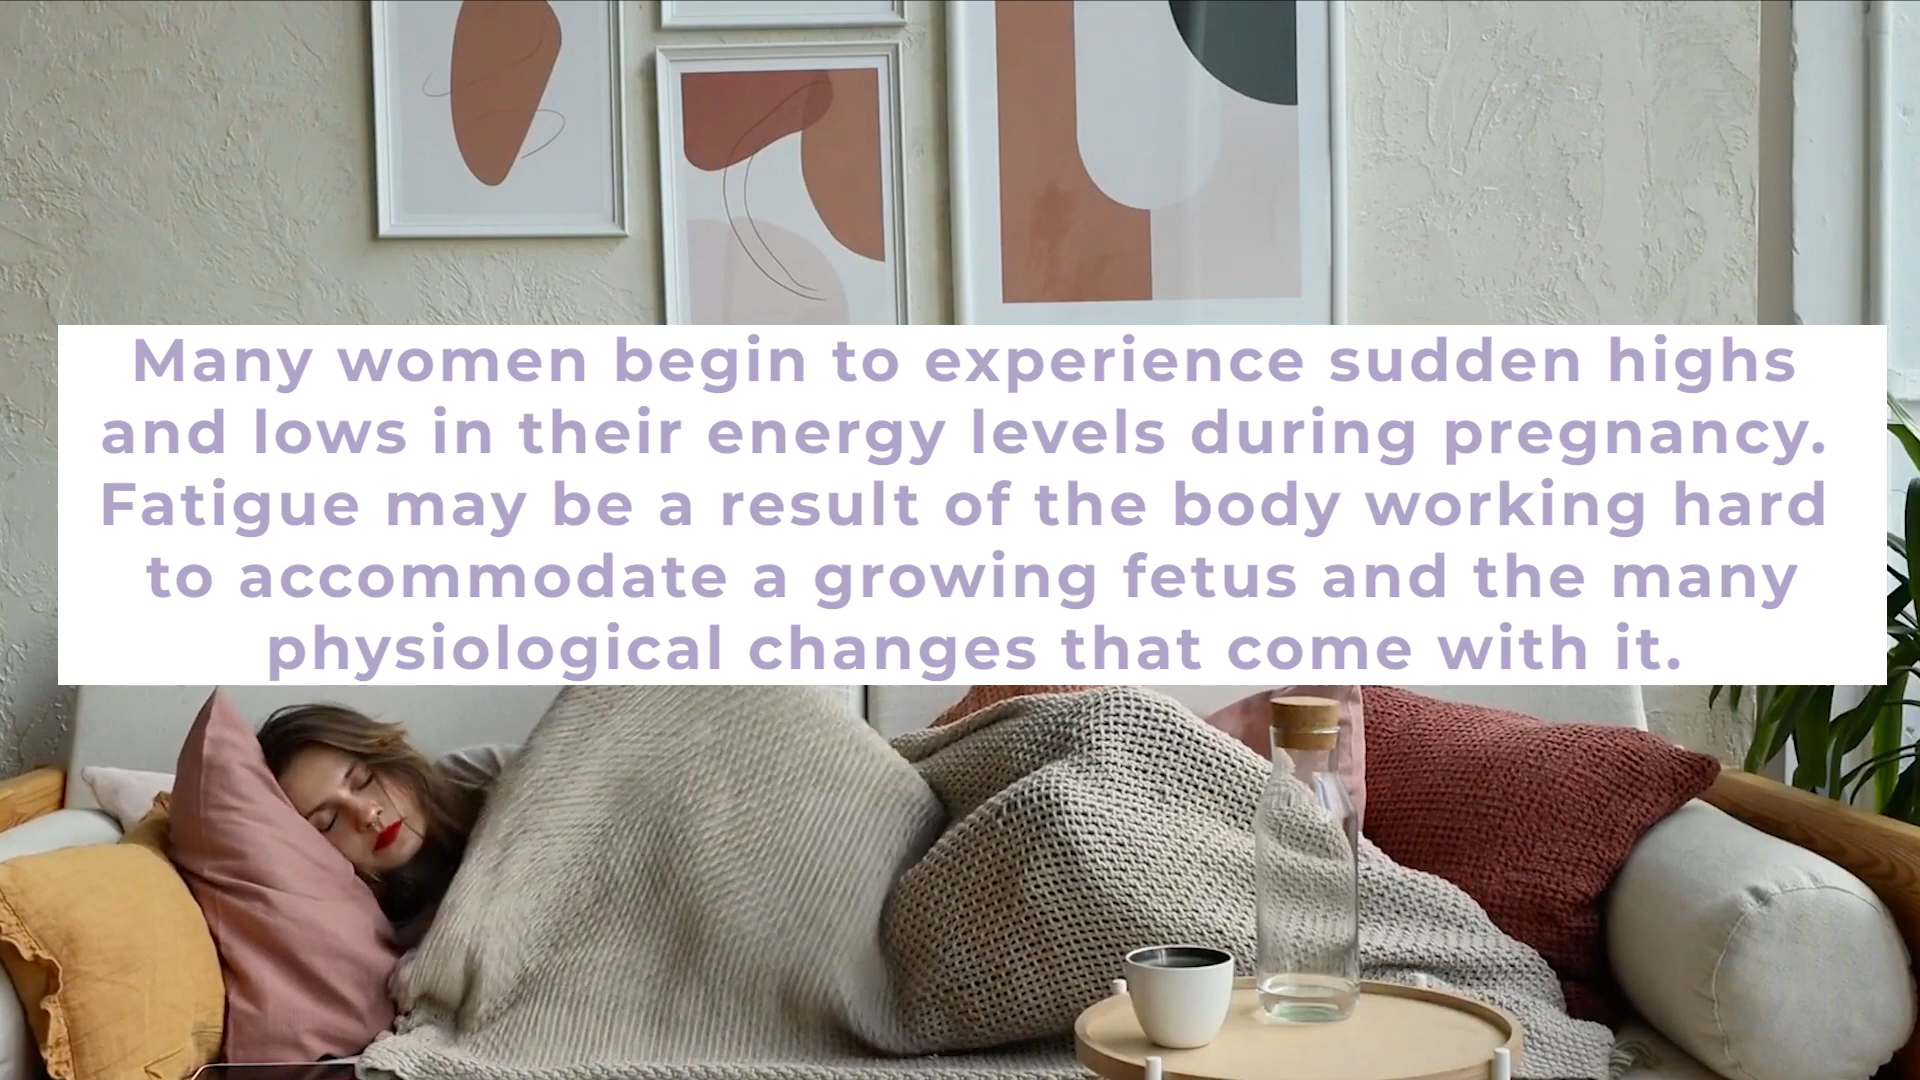 Many women begin to experience sudden highs
and lows in their energy levels during pregnancy.
Fatigue may be a result of the body working hard
to accommodate a growing fetus and the many
physiological changes that come with it.